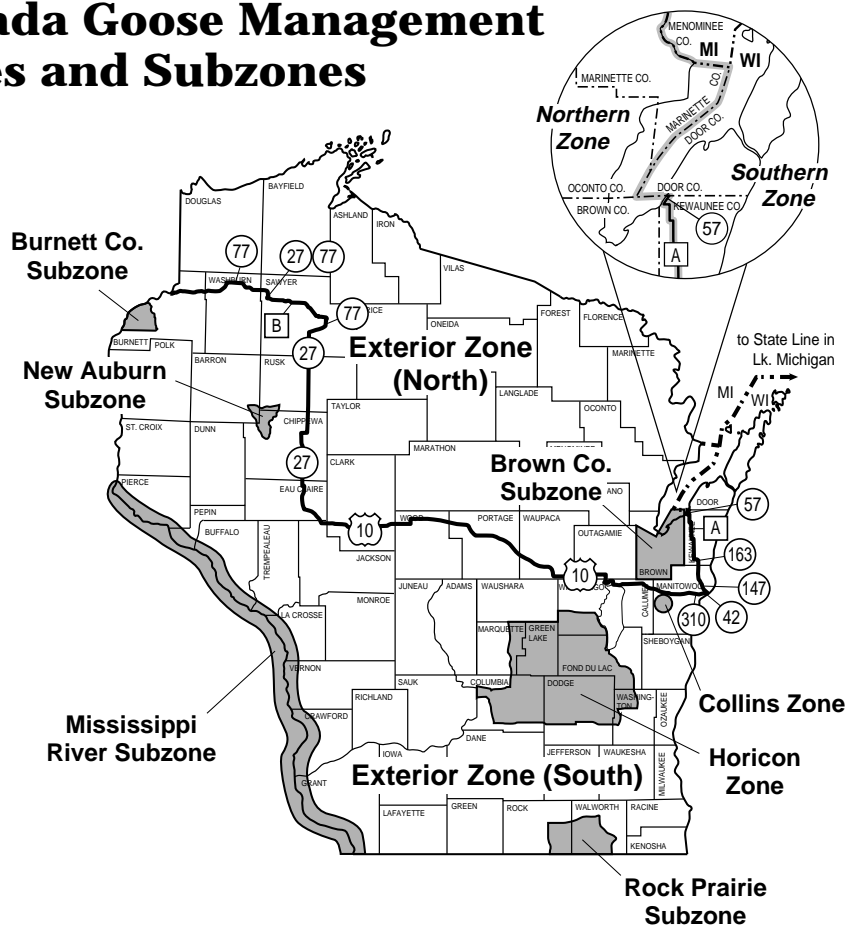 ada Goose Management
es and Subzones
MENOMINEE
CO.
MI
WI
MARINETTE CO.
CO.
Northern
Zone
MARINETTE
DOOR CO.
Southern
Zone
OCONTO CO.
DOOR CO.
BROWN CO.
KEWAUNEE CO.
57
A
BAYFIELD
DOUGLAS
ASHLAND
IRON
Burnett Co.
Subzone
77
27
77
VILAS
WASHBURN
SAWYER
77
RICE
B
FOREST
FLORENCE
ONEIDA
to State Line in
Lk. Michigan
BURNETT
POLK
27
Exterior Zone
(North)
MARINETTE
BARRON
RUSK
New Auburn
Subzone
LANGLADE
MI
WI
TAYLOR
OCONTO
CHIPPEWA
ST. CROIX
DUNN
MARATHON
27
CLARK
Brown Co.
Subzone
PIERCE
EAU CLAIRE
ANO
DOOR
57
PEPIN
10
WOOD
PORTAGE
WAUPACA
BUFFALO
TREMPEALEAU
OUTAGAMIE
KEWAUNEE
A
JACKSON
163
10
BROWN
JUNEAU
ADAMS
WAUSHARA
MANITOWOC
147
MONROE
CALUMET
310
42
LA CROSSE
MARQUETTE
GREEN
LAKE
SHEBOYGAN
FOND DU LAC
VERNON
SAUK
COLUMBIA
DODGE
WASHING-
TON
OZAUKEE
Collins Zone
RICHLAND
Mississippi
River Subzone
CRAWFORD
DANE
IOWA
JEFFERSON
WAUKESHA
MILWAUKEE
Horicon
Zone
GRANT
Exterior Zone (South)
LAFAYETTE
GREEN
ROCK
WALWORTH
RACINE
KENOSHA
Rock Prairie
Subzone